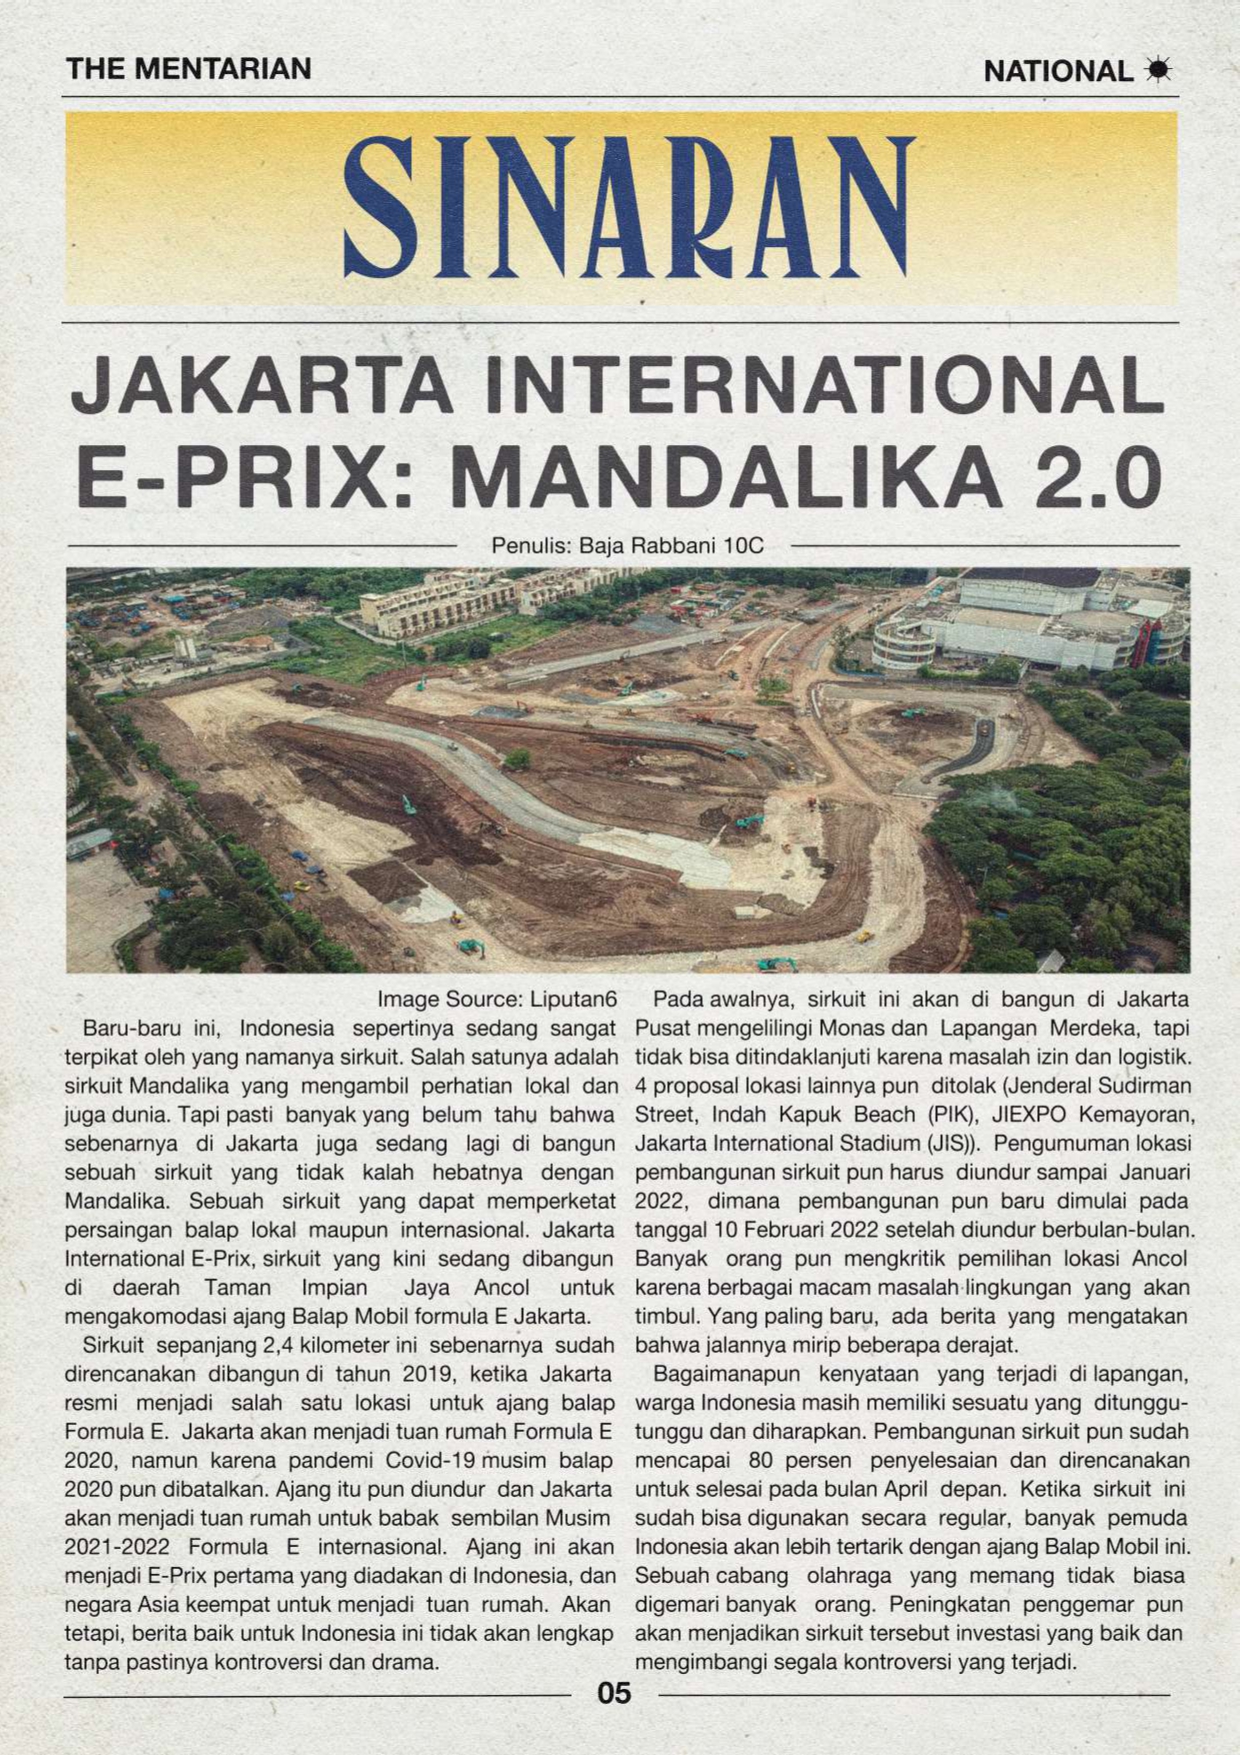 THE MENTARIAN
NATIONAL
SINARAN
JAKARTA INTERNATIONAL
E-PRIX: MANDALIKA 2.0
Penulis: Baja Rabbani 10C
Image Source: Liputan6
Baru-baru ini, Indonesia sepertinya sedang sangat
terpikat oleh yang namanya sirkuit. Salah satunya adalah
sirkuit Mandalika yang mengambil perhatian lokal dan
juga dunia. Tapi pasti banyak yang belum tahu bahwa
sebenarnya di Jakarta juga sedang lagi di bangun
sebuah sirkuit yang tidak kalah hebatnya dengan
Mandalika. Sebuah sirkuit yang dapat memperketat
persaingan balap lokal maupun internasional. Jakarta
International E-Prix, sirkuit yang kini sedang dibangun
di daerah Taman Impian Jaya Ancol untuk
mengakomodasi ajang Balap Mobil formula E Jakarta.
Sirkuit sepanjang 2,4 kilometer ini sebenarnya sudah
direncanakan dibangun di tahun 2019, ketika Jakarta
resmi menjadi salah satu lokasi untuk ajang balap
Formula E. Jakarta akan menjadi tuan rumah Formula E
2020, namun karena pandemi Covid-19 musim balap
2020 pun dibatalkan. Ajang itu pun diundur dan Jakarta
akan menjadi tuan rumah untuk babak sembilan Musim
2021-2022 Formula E internasional. Ajang ini akan
menjadi E-Prix pertama yang diadakan di Indonesia, dan
negara Asia keempat untuk menjadi tuan rumah. Akan
tetapi, berita baik untuk Indonesia ini tidak akan lengkap
tanpa pastinya kontroversi dan drama.
Pada awalnya, sirkuit ini akan di bangun di Jakarta
Pusat mengelilingi Monas dan Lapangan Merdeka, tapi
tidak bisa ditindaklanjuti karena masalah izin dan logistik.
4 proposal lokasi lainnya pun ditolak (Jenderal Sudirman
Street, Indah Kapuk Beach (PIK), JIEXPO Kemayoran,
Jakarta International Stadium (JIS)). Pengumuman lokasi
pembangunan sirkuit pun harus diundur sampai Januari
2022, dimana pembangunan pun baru dimulai pada
tanggal 10 Februari 2022 setelah diundur berbulan-bulan.
Banyak orang pun mengkritik pemilihan lokasi Ancol
karena berbagai macam masalah lingkungan yang akan
timbul. Yang paling baru, ada berita yang mengatakan
bahwa jalannya mirip beberapa derajat.
Bagaimanapun kenyataan yang terjadi di lapangan,
warga Indonesia masih memiliki sesuatu yang ditunggu-
tunggu dan diharapkan. Pembangunan sirkuit pun sudah
mencapai 80 persen penyelesaian dan direncanakan
untuk selesai pada bulan April depan. Ketika sirkuit ini
sudah bisa digunakan secara regular, banyak pemuda
Indonesia akan lebih tertarik dengan ajang Balap Mobil ini.
Sebuah cabang olahraga yang memang tidak biasa
digemari banyak orang. Peningkatan penggemar pun
akan menjadikan sirkuit tersebut investasi yang baik dan
mengimbangi segala kontroversi yang terjadi.
05